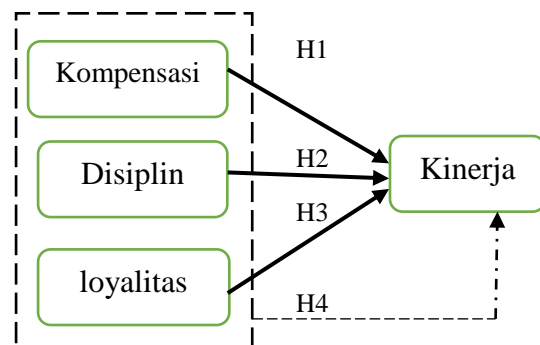 H1
Kompensasi
H2
Disiplin
Kinerja
H3
loyalitas
H4